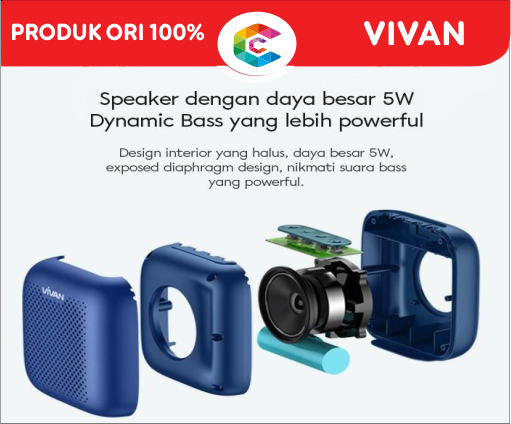 PRODUK ORI 100%
C
VIVAN
Speaker dengan daya besar 5W
Dynamic Bass yang lebih powerful
Design interior yang halus, daya besar 5W,
exposed diaphragm design, nikmati suara bass
yang powerful.
VIVAN